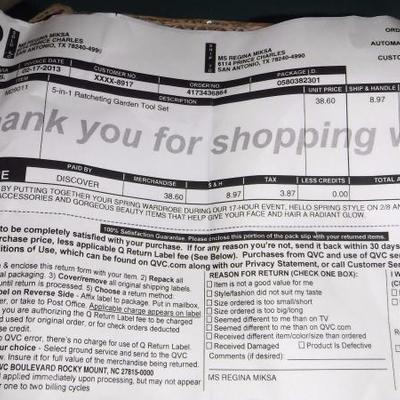 ORD
MS REGINA MIKSA
6114 PRINCE CHARLES
SAN ANTONIO, TX 78240-4990
MS REGINA MIKSA
6114 PRINCE CHARLES
SAN ANTONIO, TX 78240-4990
AUTOMA
CUSTO
02-17-2013
CUSTOMER NO
XXXX-8917
ORDER NO
4173436864
PACKAGE I.D.
0580382301
DESCRIPTION
UNIT PRICE
SHIP & HANDLE
M09011
5-in-1 Ratcheting Garden Tool Set
38.60
8.97
ank you for shopping w
PAID BY
MERCHANDISE
S & H
TAX
LESS CREDITS
TOTAL A
DISCOVER
38.60
8.97
3.87
0.00
BY PUTTING TOGETHER YOUR SPRING WARDROBE DURING OUR 17-HOUR EVENT, HELLO SPRING STYLE ON 2/8 AN
ACCESSORIES AND GORGEOUS BEAUTY ITEMS THAT HELP GIVE YOUR FACE AND HAIR A RADIANT GLOW.
100% Satisfaction Guarantee. Please enclose this portion of the pack slip with your returned items.
to be completely satisfied with your purchase. If for any reason you're not, send it back within 30 days
rchase price, less applicable Q Return Label fee (See Below). Purchases from QVC and use of QVC ser
nditions of Use, which can be found on QVC.com along with our Privacy Statement, or call Customer Ser
e & enclose this return form with your item. 2) Repack all
tal packaging. 3) Cover/remove all original shipping labels.
until return is processed. 5) Choose a return method:
el on Reverse Side - Affix label to package. Put in mailbox,
r, or take to Post Office. Applicable charge appears on label
authorizing the Q Return Label fee to be charged
d used for original order, or for check orders deducted
o QVC error, there's no charge for use of Q Return Label.
r choice - Select ground service and send to the QVC
w. Insure it for full value of the merchandise being returned.
VC BOULEVARD ROCKY MOUNT, NC 27815-0000
l applied immediately upon processing, but may not appear
or one to two billing cycles
REASON FOR RETURN (CHECK ONE BOX):
Item is not a good value for me
Style/fashion did not suit my taste
Size ordered is too small/short
Size ordered is too big/long
Seemed different to me than on TV
Seemed different to me than on QVC.com
Received different item/color/size than ordered
Received Damaged
Product Is Defective
Comments (if desired)
MS REGINA MIKSA